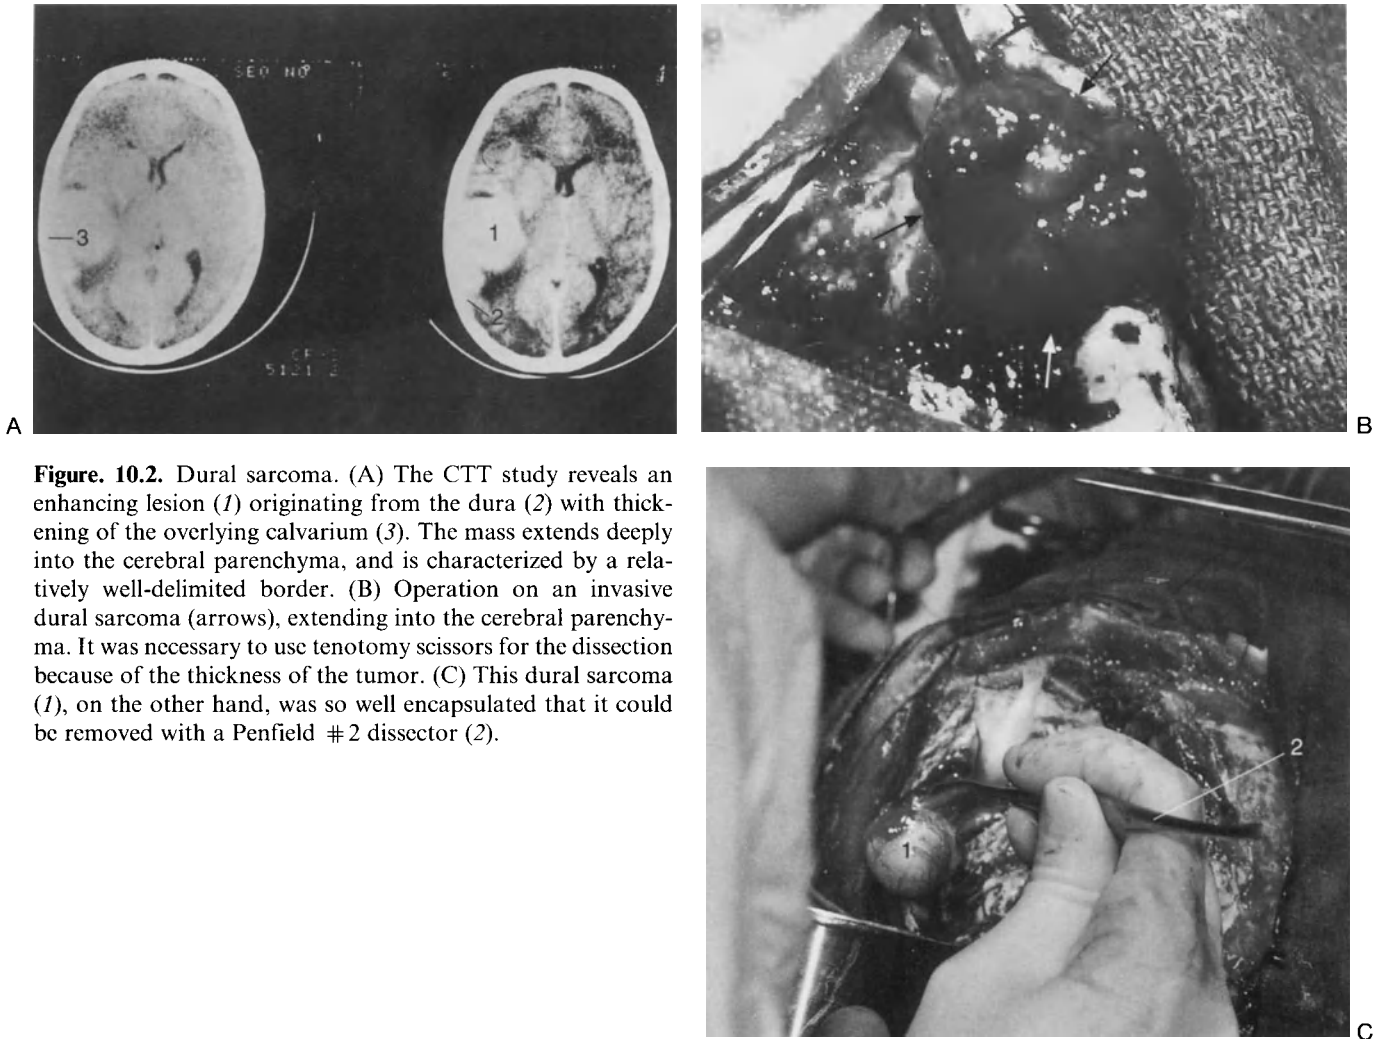 SEQ NO
1
3
1
2
5121 2
A
B
Figure. 10.2. Dural sarcoma. (A) The CTT study reveals an
enhancing lesion (1) originating from the dura (2) with thick-
ening of the overlying calvarium (3). The mass extends deeply
into the cerebral parenchyma, and is characterized by a rela-
tively well-delimited border. (B) Operation on an invasive
dural sarcoma (arrows), extending into the cerebral parenchy-
ma. It was necessary to use tenotomy scissors for the dissection
because of the thickness of the tumor. (C) This dural sarcoma
(1), on the other hand, was so well encapsulated that it could
be removed with a Penfield #2 dissector (2).
2
1
C